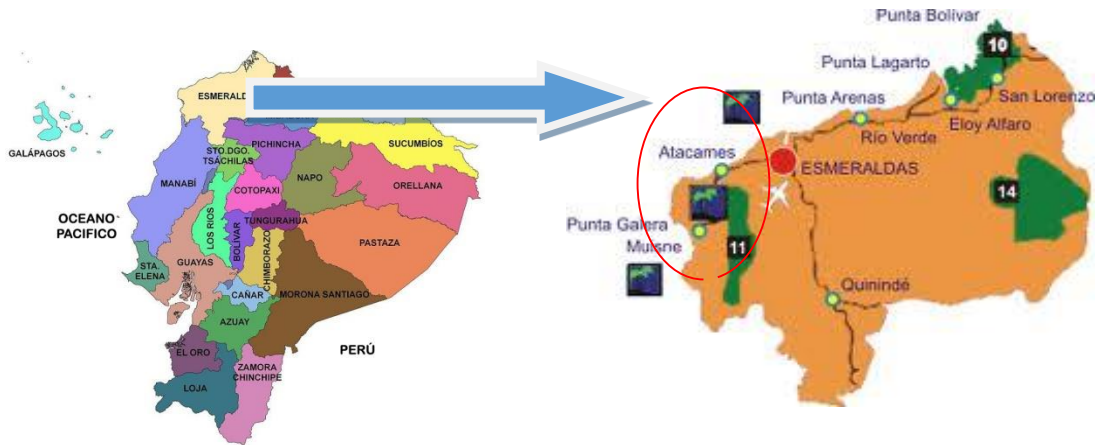 ESMERALD
GALÁPAGOS
STO.DGO.
TSÁCHILAS
PICHINCHA
SUCUMBÍOS
MANABÍ
NAPO
COTOPAXI
ORELLANA
OCEANO
PACIFICO
LOS RIOS
BOLIVAR
TUNGURAHUA
PASTAZA
STA.
ELENA
GUAYAS
CHIMBORAZO
CAÑAR
MORONA SANTIAGO
AZUAY
EL ORO
PERÚ
LOJA
ZAMORA
CHINCHIPE
Punta Bolívar
10
Punta Lagarto
San Lorenzo
Punta Arenas
Eloy Alfaro
Río Verde
Atacames
ESMERALDAS
14
Punta Galera
Muisne
11
Quinindé